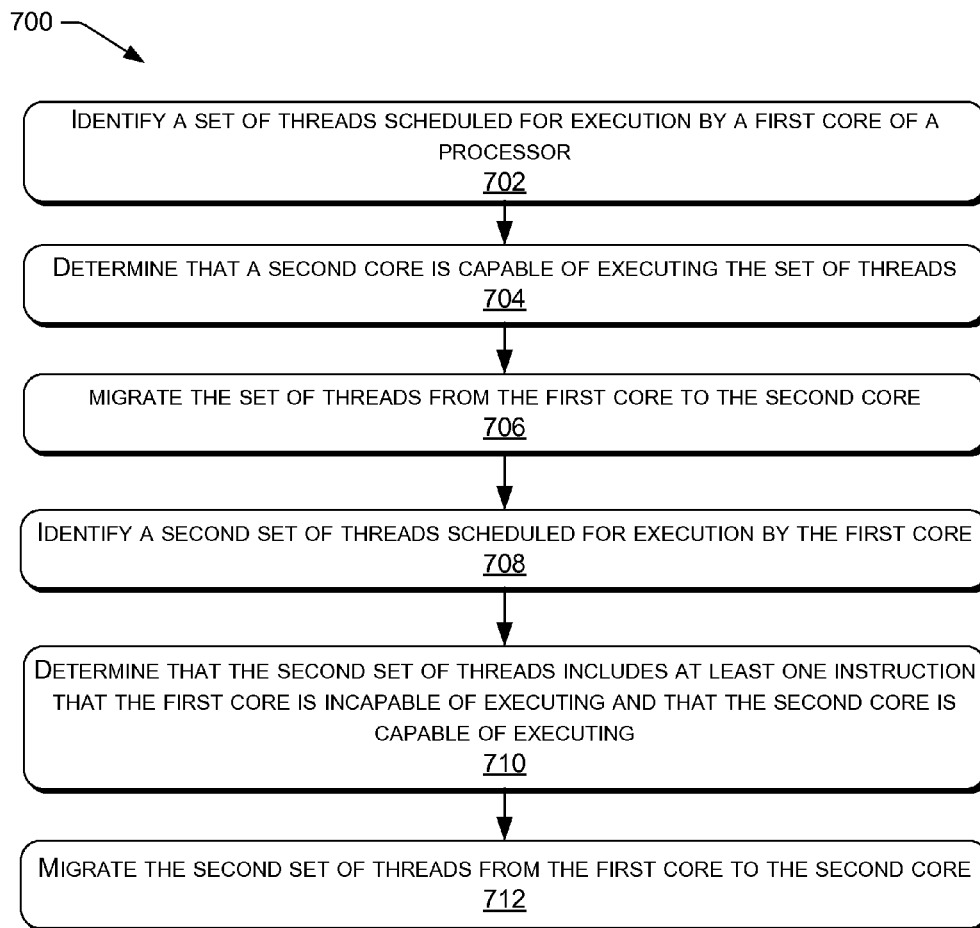 700
IDENTIFY A SET OF THREADS SCHEDULED FOR EXECUTION BY A FIRST CORE OF A
PROCESSOR
702
DETERMINE THAT A SECOND CORE IS CAPABLE OF EXECUTING THE SET OF THREADS
704
MIGRATE THE SET OF THREADS FROM THE FIRST CORE TO THE SECOND CORE
706
IDENTIFY A SECOND SET OF THREADS SCHEDULED FOR EXECUTION BY THE FIRST CORE
708
DETERMINE THAT THE SECOND SET OF THREADS INCLUDES AT LEAST ONE INSTRUCTION
THAT THE FIRST CORE IS INCAPABLE OF EXECUTING AND THAT THE SECOND CORE IS
CAPABLE OF EXECUTING
710
MIGRATE THE SECOND SET OF THREADS FROM THE FIRST CORE TO THE SECOND CORE
712